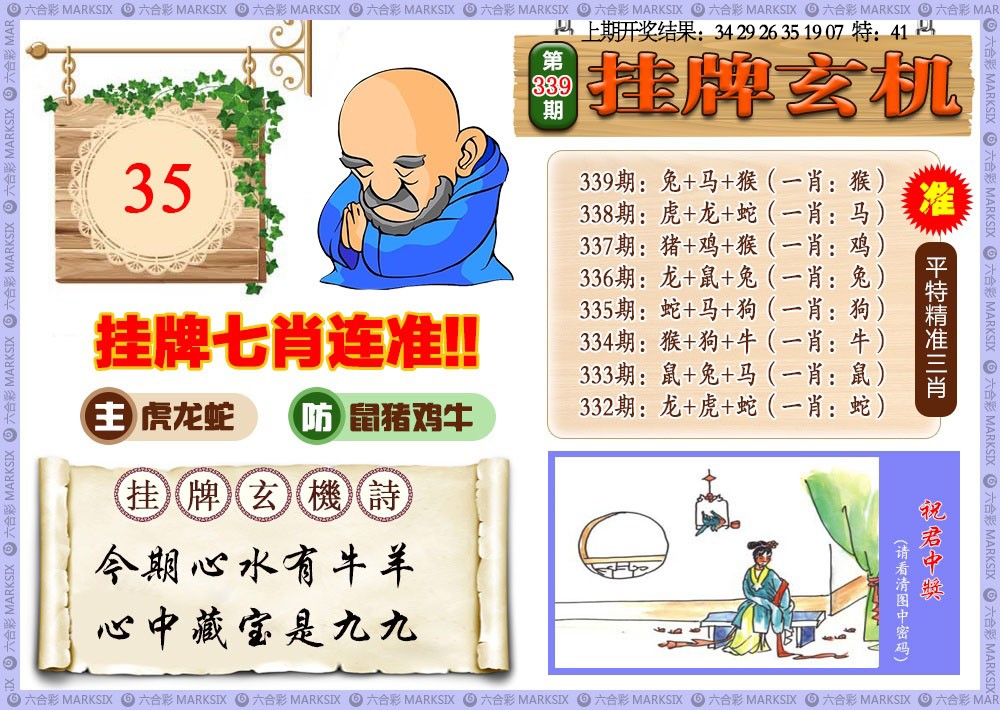 六合彩 MARKSIX
上期开奖结果：34 29 26 35 19 07 特：41
第339期
挂牌玄机
35
挂牌七肖连准!!
主 虎龙蛇
防 鼠猪鸡牛
挂牌玄機詩
今期心水有牛羊
心中藏宝是九九
339期：兔+马+猴（一肖：猴）
338期：虎+龙+蛇（一肖：马）
337期：猪+鸡+猴（一肖：鸡）
336期：龙+鼠+兔（一肖：兔）
335期：蛇+马+狗（一肖：狗）
334期：猴+狗+牛（一肖：牛）
333期：鼠+兔+马（一肖：鼠）
332期：龙+虎+蛇（一肖：蛇）
准
平特精准三肖
祝君中奬
（请看清图中密码）